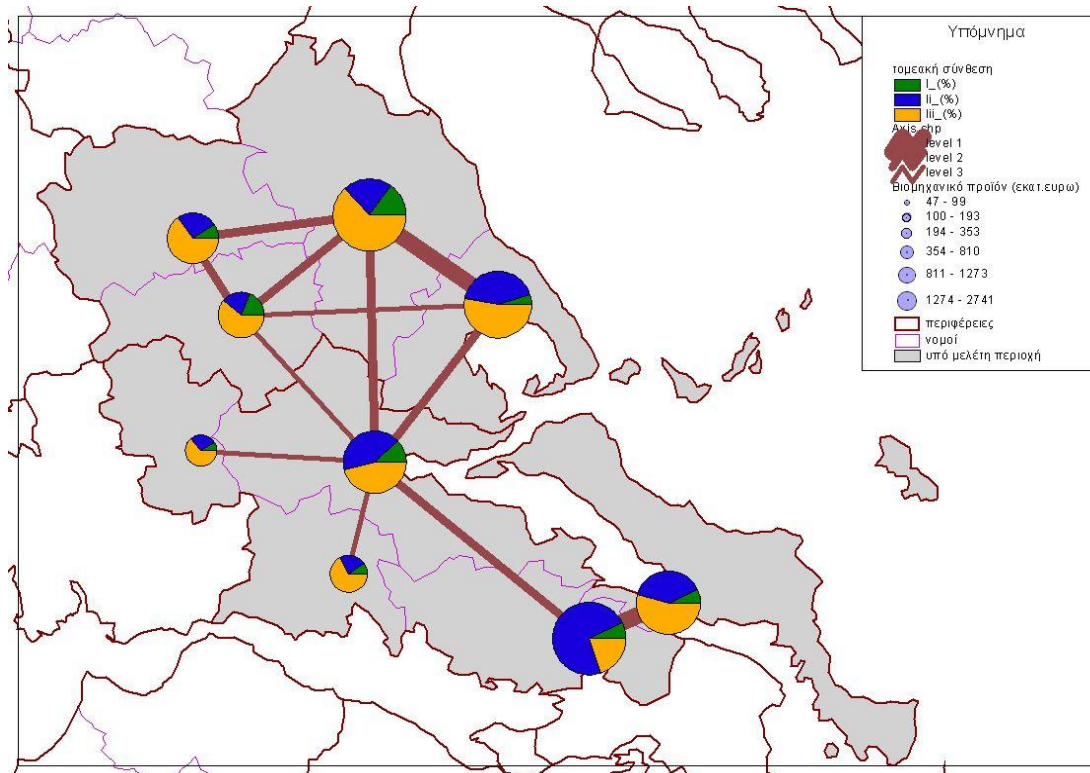 Υπόμνημα
τομεακή σύνθεση
I_(%)
Ii_(%)
Iii_(%)
Axis.shp
level 1
level 2
level 3
Βιομηχανικό προϊόν (εκατ.ευρω)
47 - 99
100 - 193
194 - 353
354 - 810
811 - 1273
1274 - 2741
περιφέρειες
νομοί
υπό μελέτη περιοχή